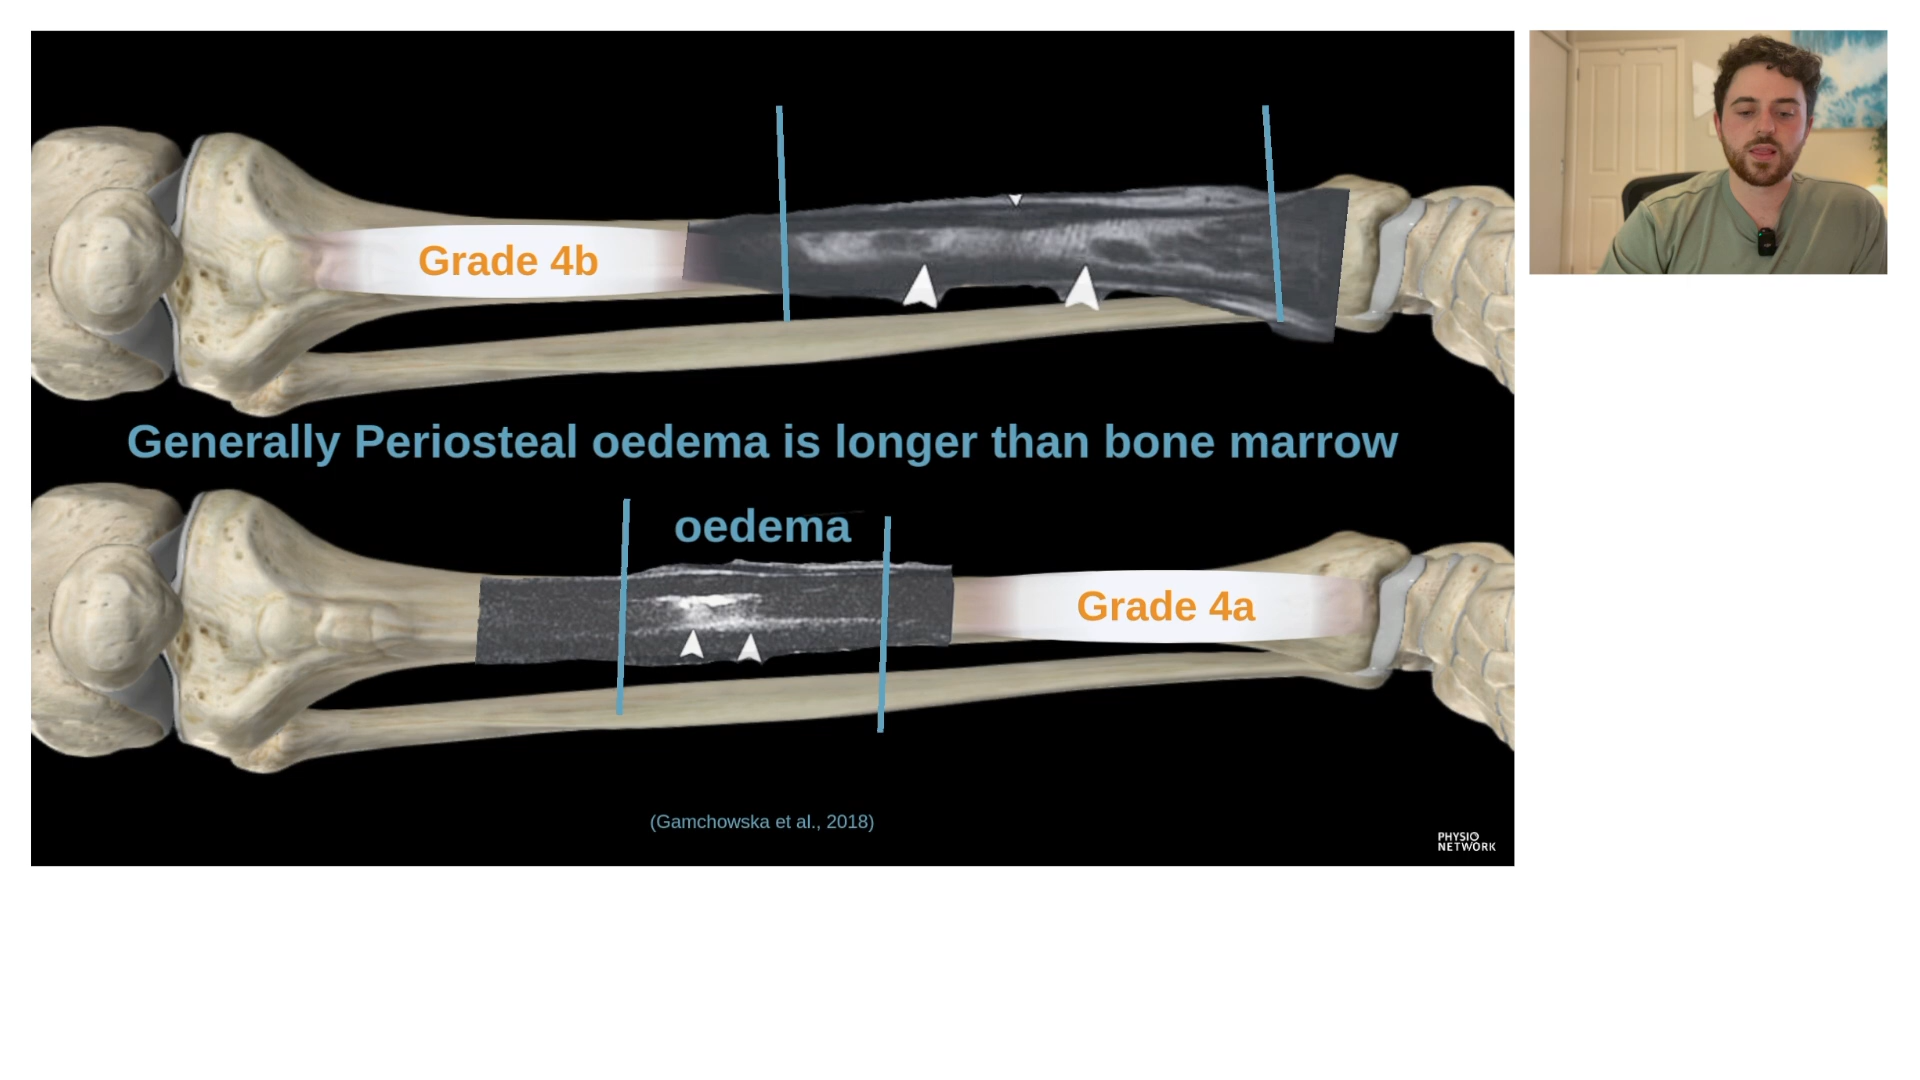 Grade 4b
Generally Periosteal oedema is longer than bone marrow
oedema
Grade 4a
(Gamchowska et al., 2018)
PHYSIO
NETWORK